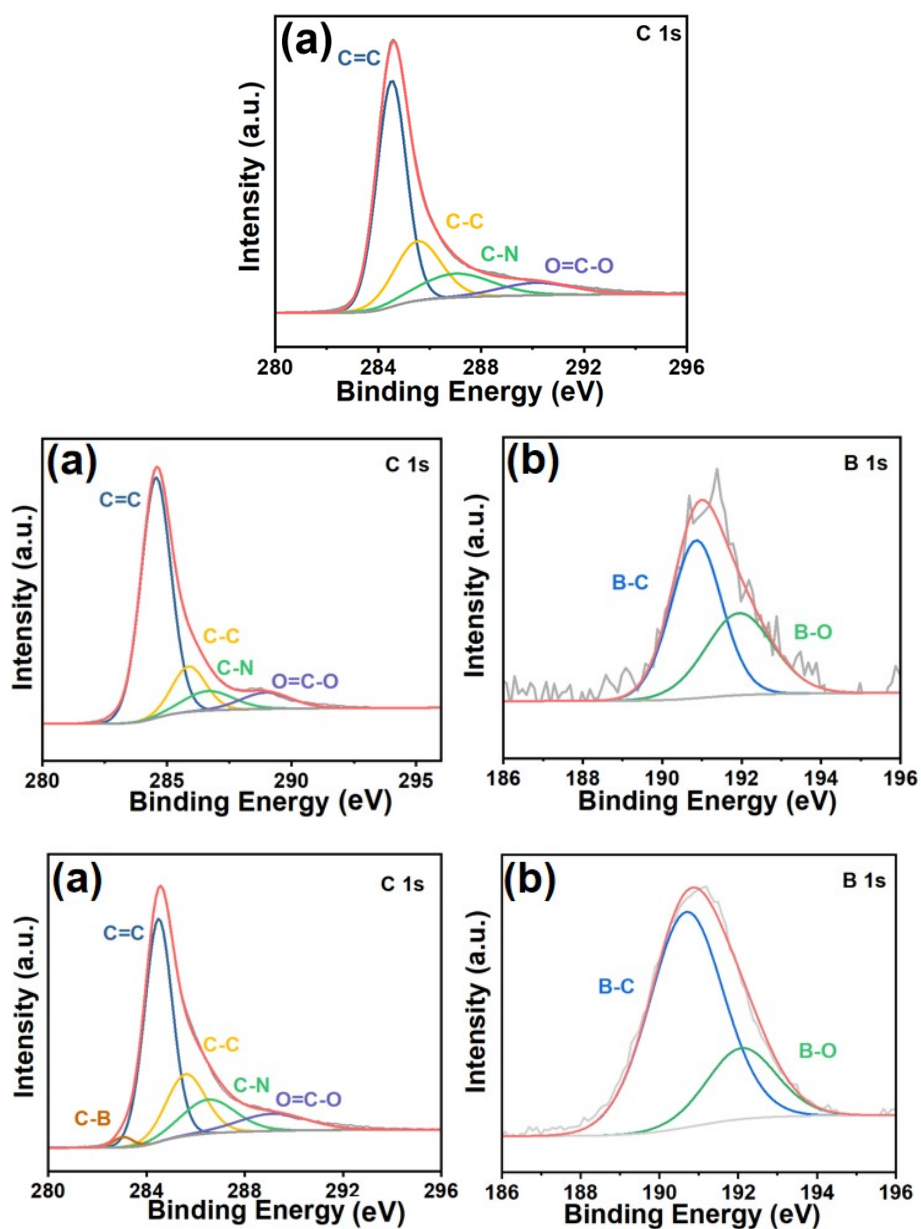 (a)
C 1s
C=C
C-C
C-N
O=C-O
Intensity (a.u.)
280 284 288 292 296
Binding Energy (eV)
(a)
C 1s
C=C
C-C
C-N
O=C-O
Intensity (a.u.)
280 285 290 295
Binding Energy (eV)
(b)
B 1s
B-C
B-O
Intensity (a.u.)
186 188 190 192 194 196
Binding Energy (eV)
(a)
C 1s
C=C
C-C
C-N
O=C-O
C-B
Intensity (a.u.)
280 284 288 292 296
Binding Energy (eV)
(b)
B 1s
B-C
B-O
Intensity (a.u.)
186 188 190 192 194 196
Binding Energy (eV)